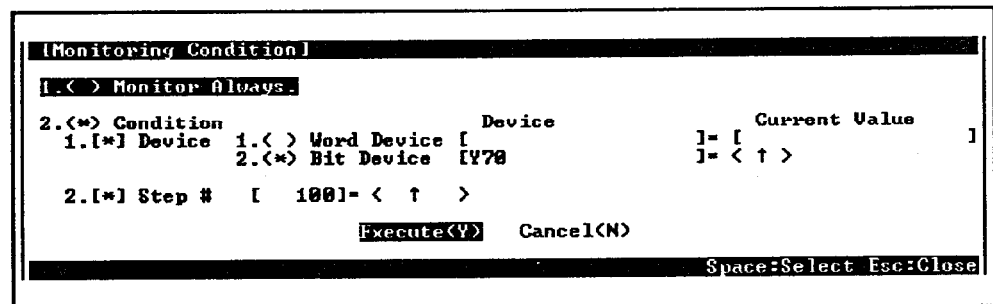 [Monitoring Condition]
1.( ) Monitor Always.
2.(*) Condition Device Current Value
1.[*] Device 1.( ) Word Device [ ]= [ ]
2.(*) Bit Device [Y70 ]= < ↑ >
2.[*] Step # [ 100]= < ↑ >
Execute(Y) Cancel(N)
Space:Select Esc:Close